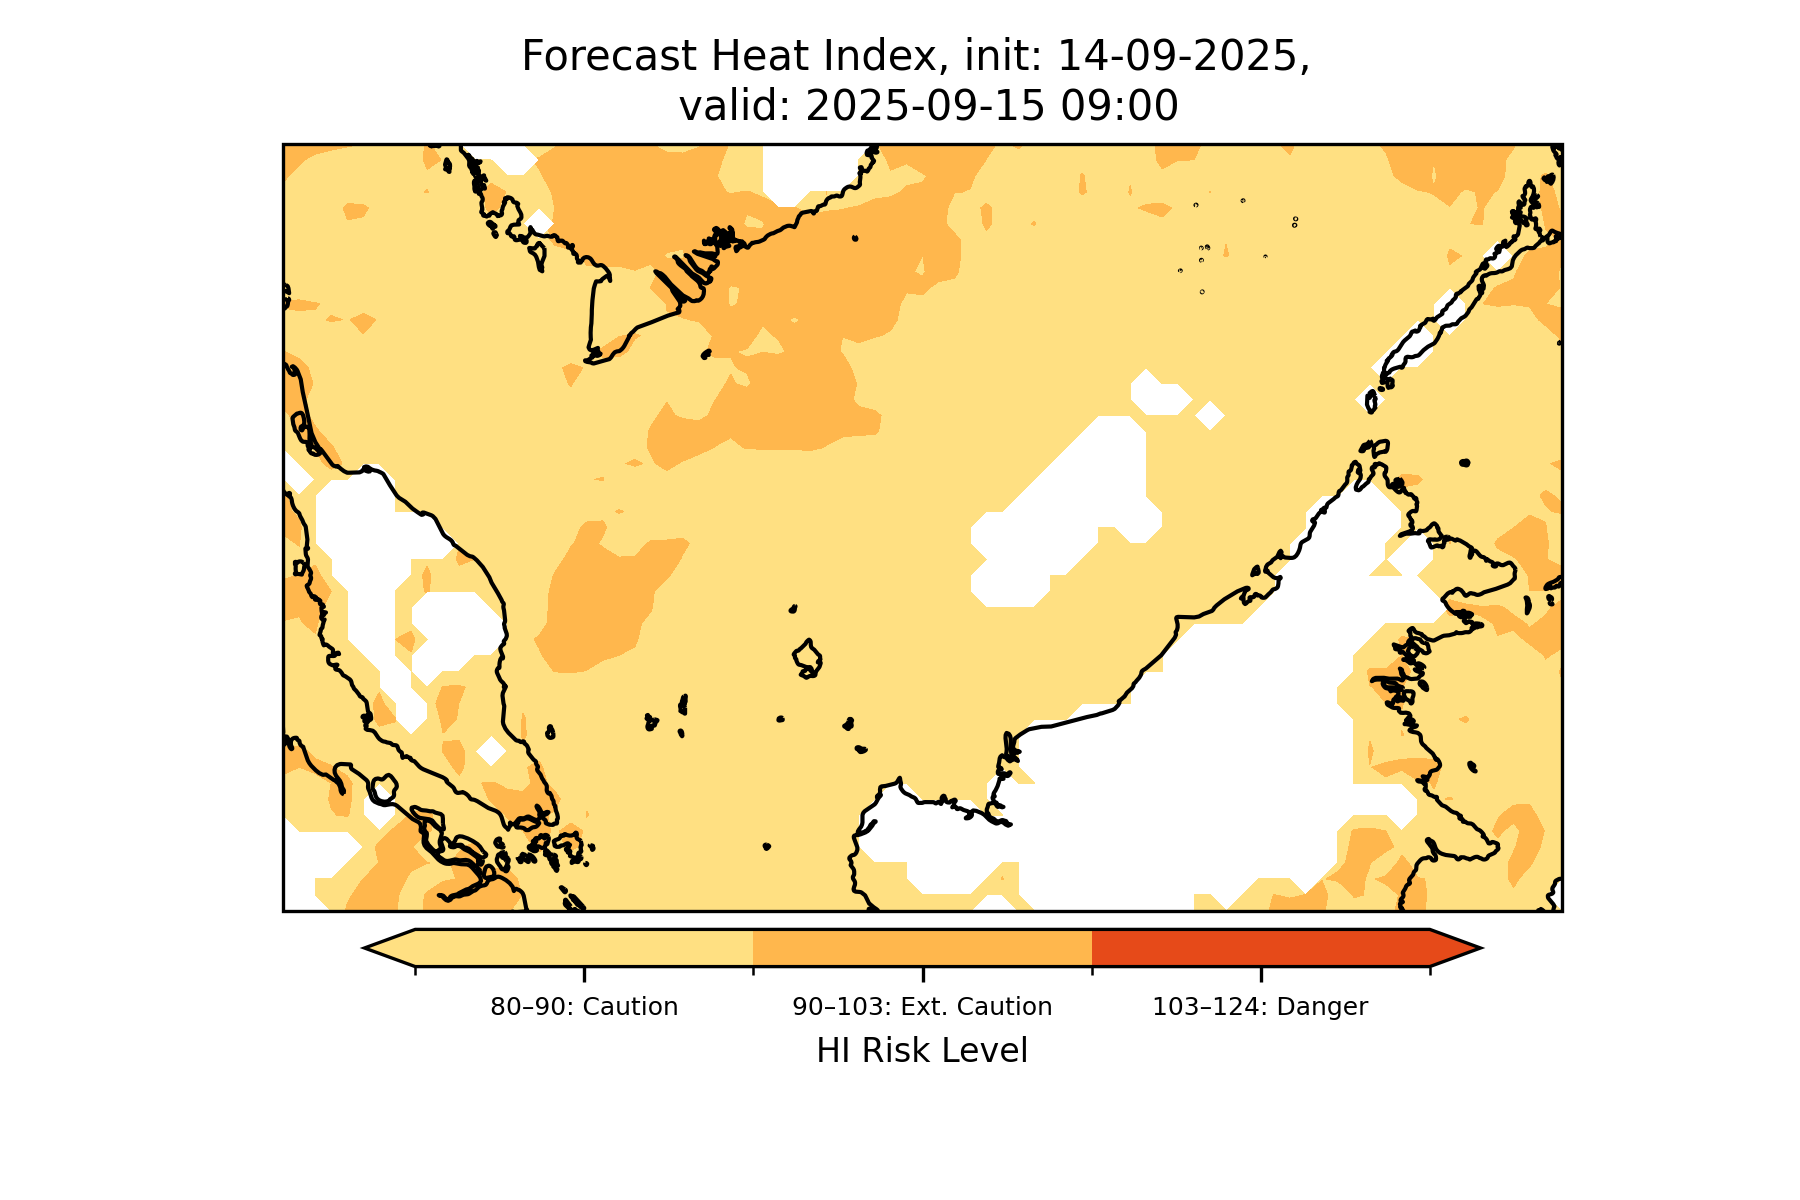 Forecast Heat Index, init: 14-09-2025,
valid: 2025-09-15 09:00
80–90: Caution
90–103: Ext. Caution
103–124: Danger
HI Risk Level